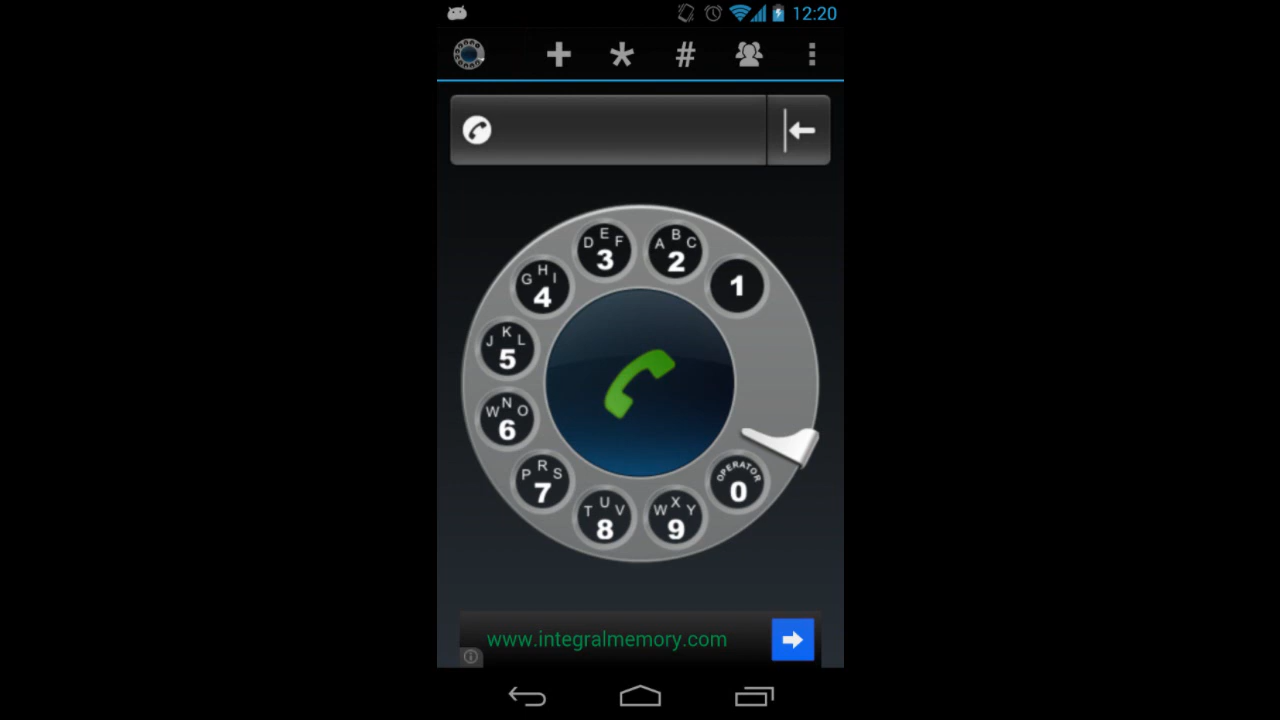 12:20
+ * #
1
ABC
2
DEF
3
GHI
4
JKL
5
WNO
6
PRS
7
TUV
8
WXY
9
OPERATOR
0
www.integralmemory.com